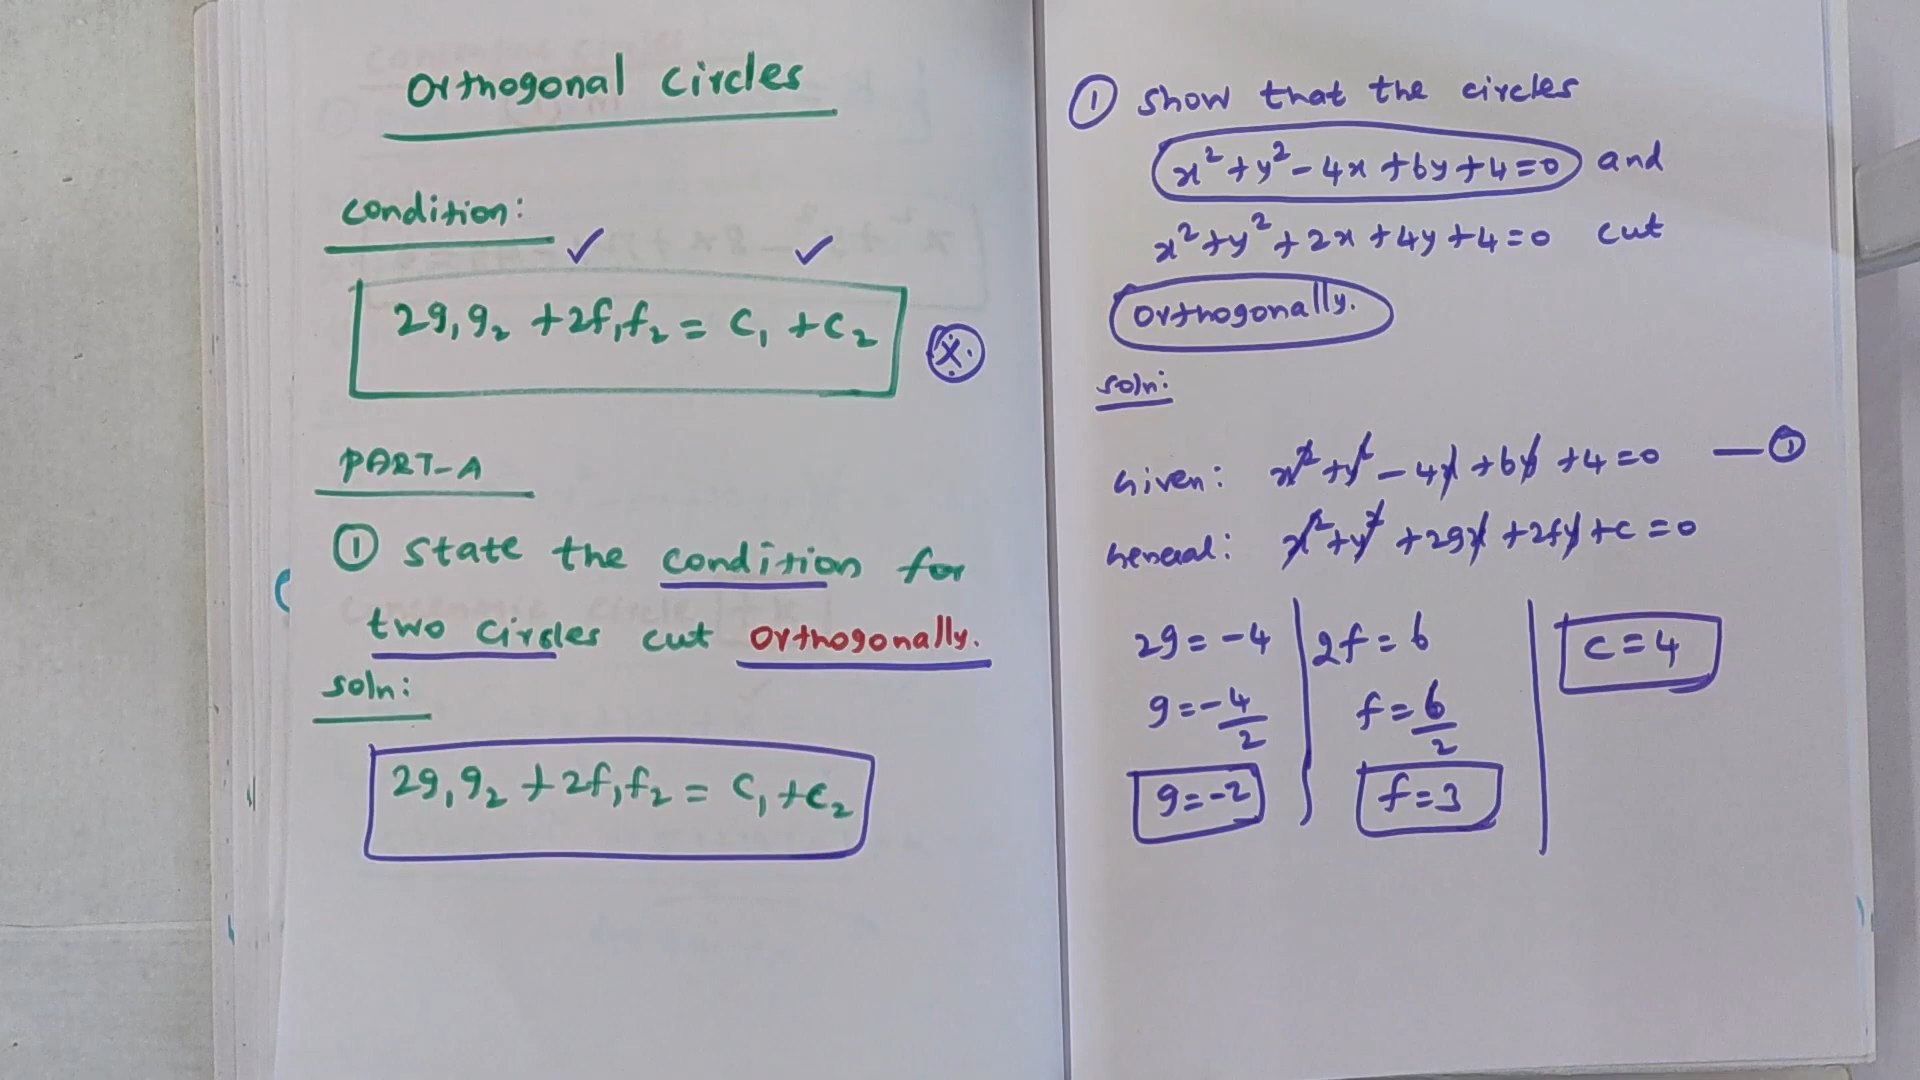 Orthogonal Circles
Condition:
2g₁g₂ + 2f₁f₂ = c₁ + c₂
PART-A
① State the condition for
two circles cut orthogonally.
Soln:
2g₁g₂ + 2f₁f₂ = c₁ + c₂
① Show that the circles
x² + y² - 4x + 6y + 4 = 0 and
x² + y² + 2x + 4y + 4 = 0 cut
Orthogonally.
Soln:
Given: x² + y² - 4x + 6y + 4 = 0 — ①
General: x² + y² + 2gx + 2fy + c = 0
2g = -4 | 2f = 6 | c = 4
g = -4/2 f = 6/2
g = -2 f = 3